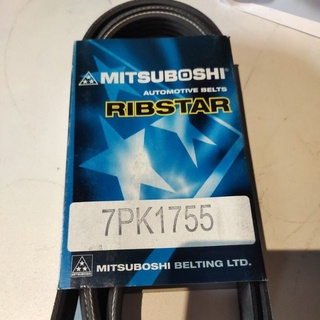 MITSUBOSHI®
AUTOMOTIVE BELTS
RIBSTAR
7PK1755
MITSUBOSHI BELTING LTD.